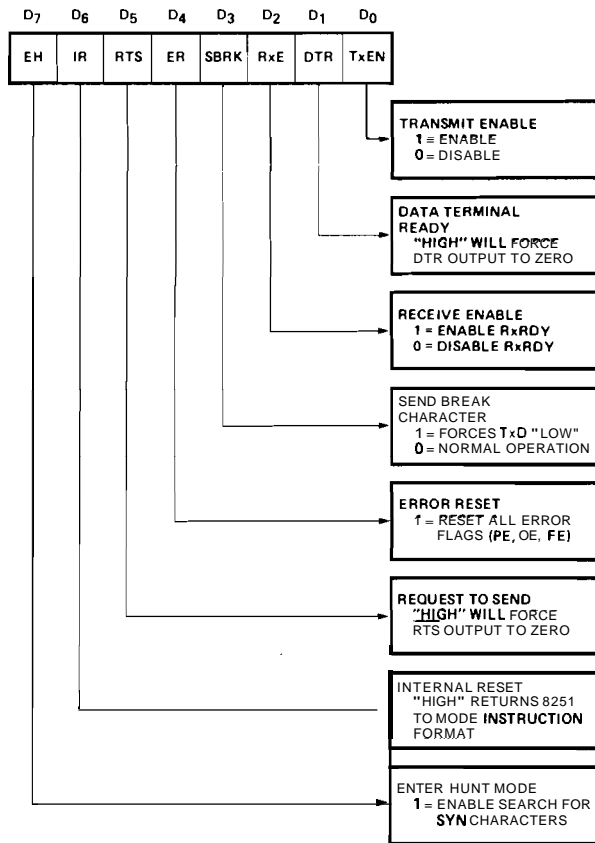 D7 D6 D5 D4 D3 D2 D1 D0
EH IR RTS ER SBRK RxE DTR TxEN
TRANSMIT ENABLE
1 = ENABLE
0 = DISABLE
DATA TERMINAL
READY
"HIGH" WILL FORCE
DTR OUTPUT TO ZERO
RECEIVE ENABLE
1 = ENABLE RxRDY
0 = DISABLE RxRDY
SEND BREAK
CHARACTER
1 = FORCES TxD "LOW"
0 = NORMAL OPERATION
ERROR RESET
1 = RESET ALL ERROR
FLAGS (PE, OE, FE)
REQUEST TO SEND
"HIGH" WILL FORCE
RTS OUTPUT TO ZERO
INTERNAL RESET
"HIGH" RETURNS 8251
TO MODE INSTRUCTION
FORMAT
ENTER HUNT MODE
1 = ENABLE SEARCH FOR
SYN CHARACTERS